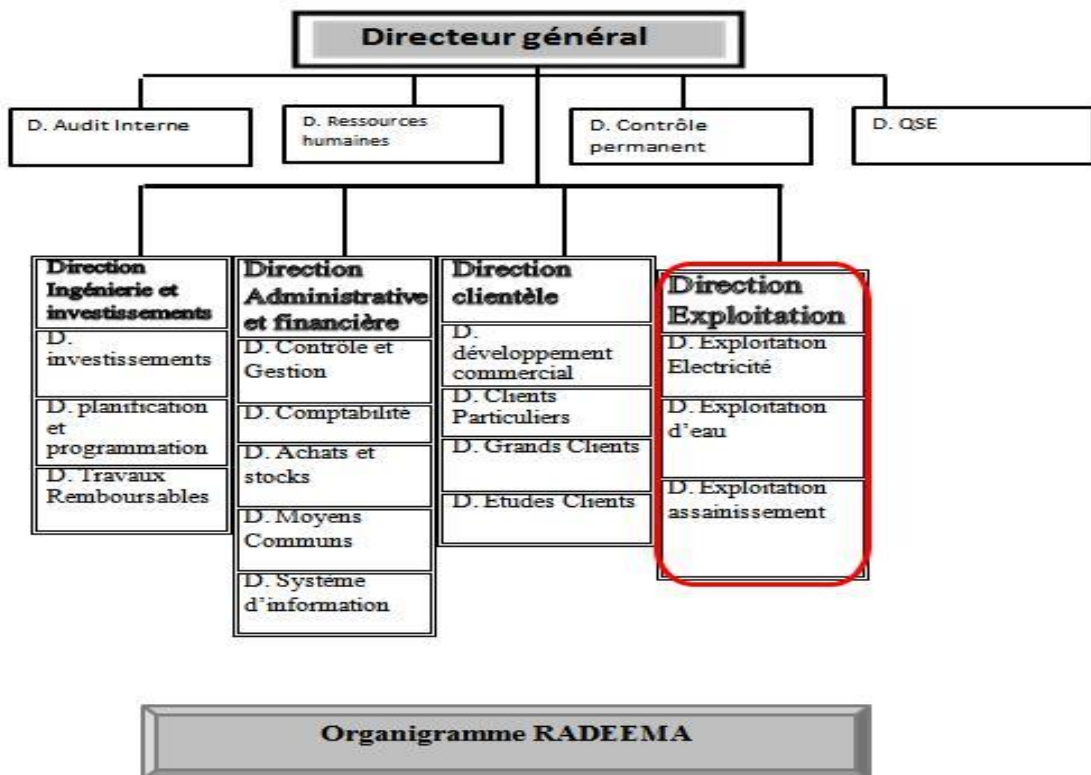 Directeur général
D. Audit Interne
D. Ressources
humaines
D. Contrôle
permanent
D. QSE
Direction
Ingénierie et
investissements
D.
investissements
D. planification
et
programmation
D. Travaux
Remboursables
Direction
Administrative
et financière
D. Contrôle et
Gestion
D. Comptabilité
D. Achats et
stocks
D. Moyens
Communs
D. Système
d'information
Direction
clientèle
D.
développement
commercial
D. Clients
Particuliers
D. Grands Clients
D. Etudes Clients
Direction
Exploitation
D. Exploitation
Electricité
D. Exploitation
d'eau
D. Exploitation
assainissement
Organigramme RADEEMA